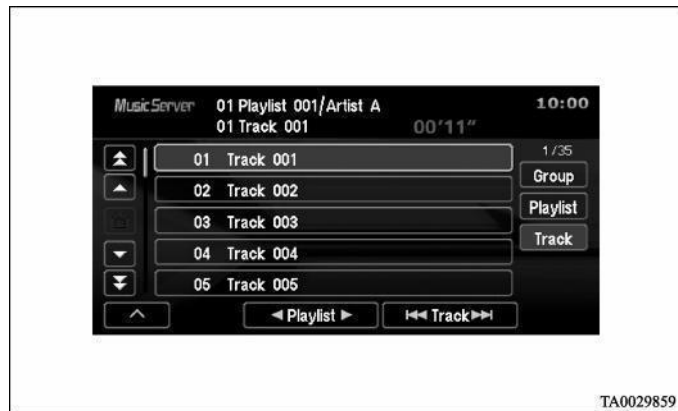 MusicServer 01 Playlist 001/Artist A 10:00
01 Track 001 00'11"
1/35
01 Track 001
Group
02 Track 002
Playlist
03 Track 003
Track
04 Track 004
05 Track 005
◄ Playlist ►
⏮ Track ⏭
TA0029859